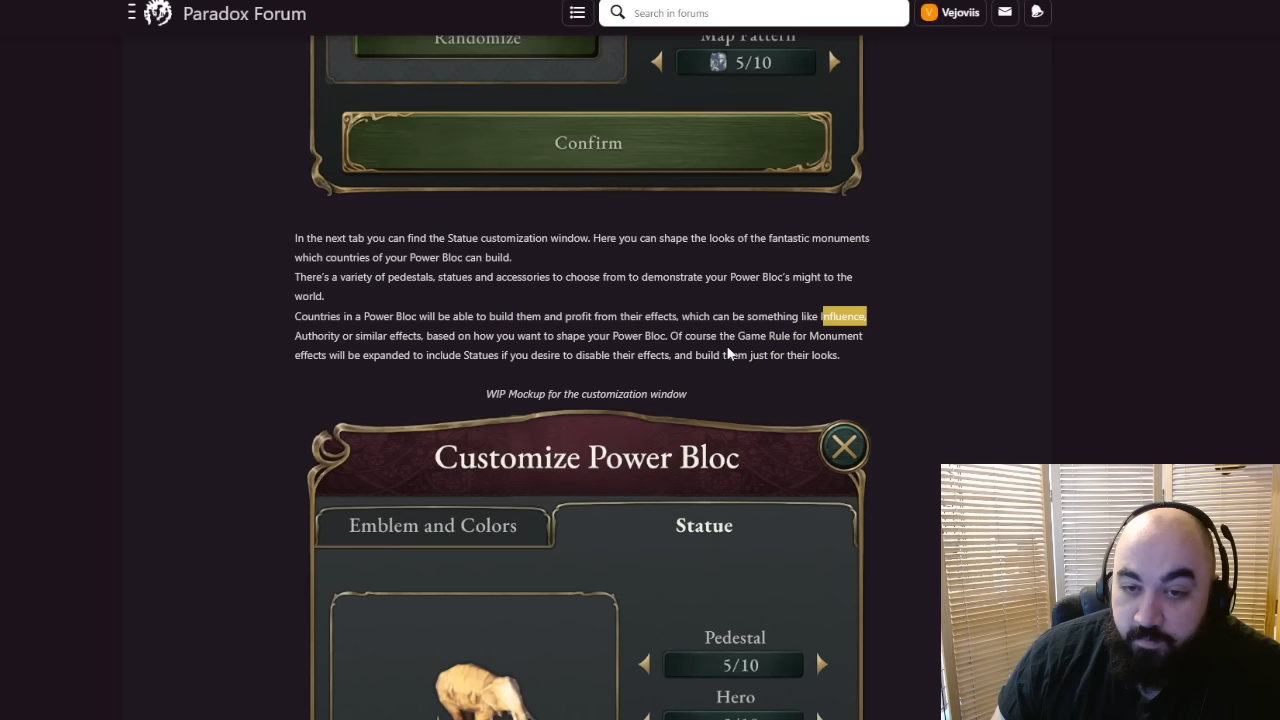 Paradox Forum
Search in forums
V Vejoviis
Randomize
Map Pattern
5/10
Confirm
In the next tab you can find the Statue customization window. Here you can shape the looks of the fantastic monuments
which countries of your Power Bloc can build.
There's a variety of pedestals, statues and accessories to choose from to demonstrate your Power Bloc's might to the
world.
Countries in a Power Bloc will be able to build them and profit from their effects, which can be something like Influence,
Authority or similar effects, based on how you want to shape your Power Bloc. Of course the Game Rule for Monument
effects will be expanded to include Statues if you desire to disable their effects, and build them just for their looks.
WIP Mockup for the customization window
Customize Power Bloc
Emblem and Colors
Statue
Pedestal
5/10
Hero